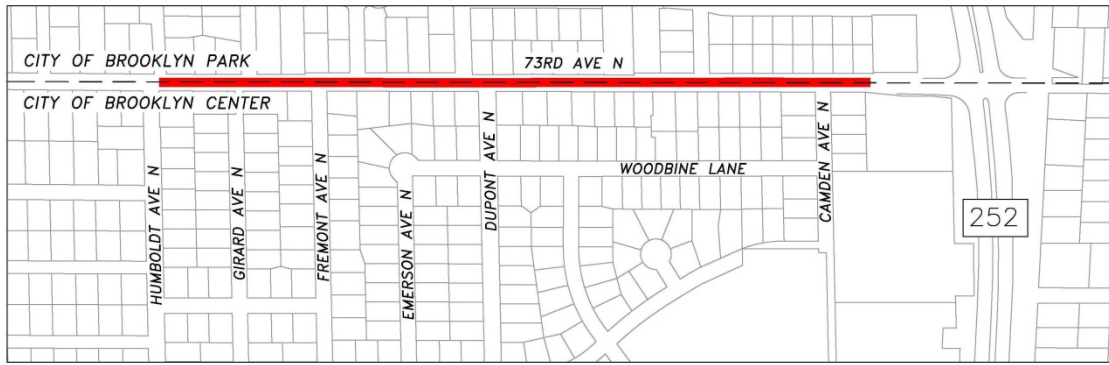 CITY OF BROOKLYN PARK
73RD AVE N
CITY OF BROOKLYN CENTER
HUMBOLDT AVE N
GIRARD AVE N
FREMONT AVE N
EMERSON AVE N
DUPONT AVE N
WOODBINE LANE
CAMDEN AVE N
252